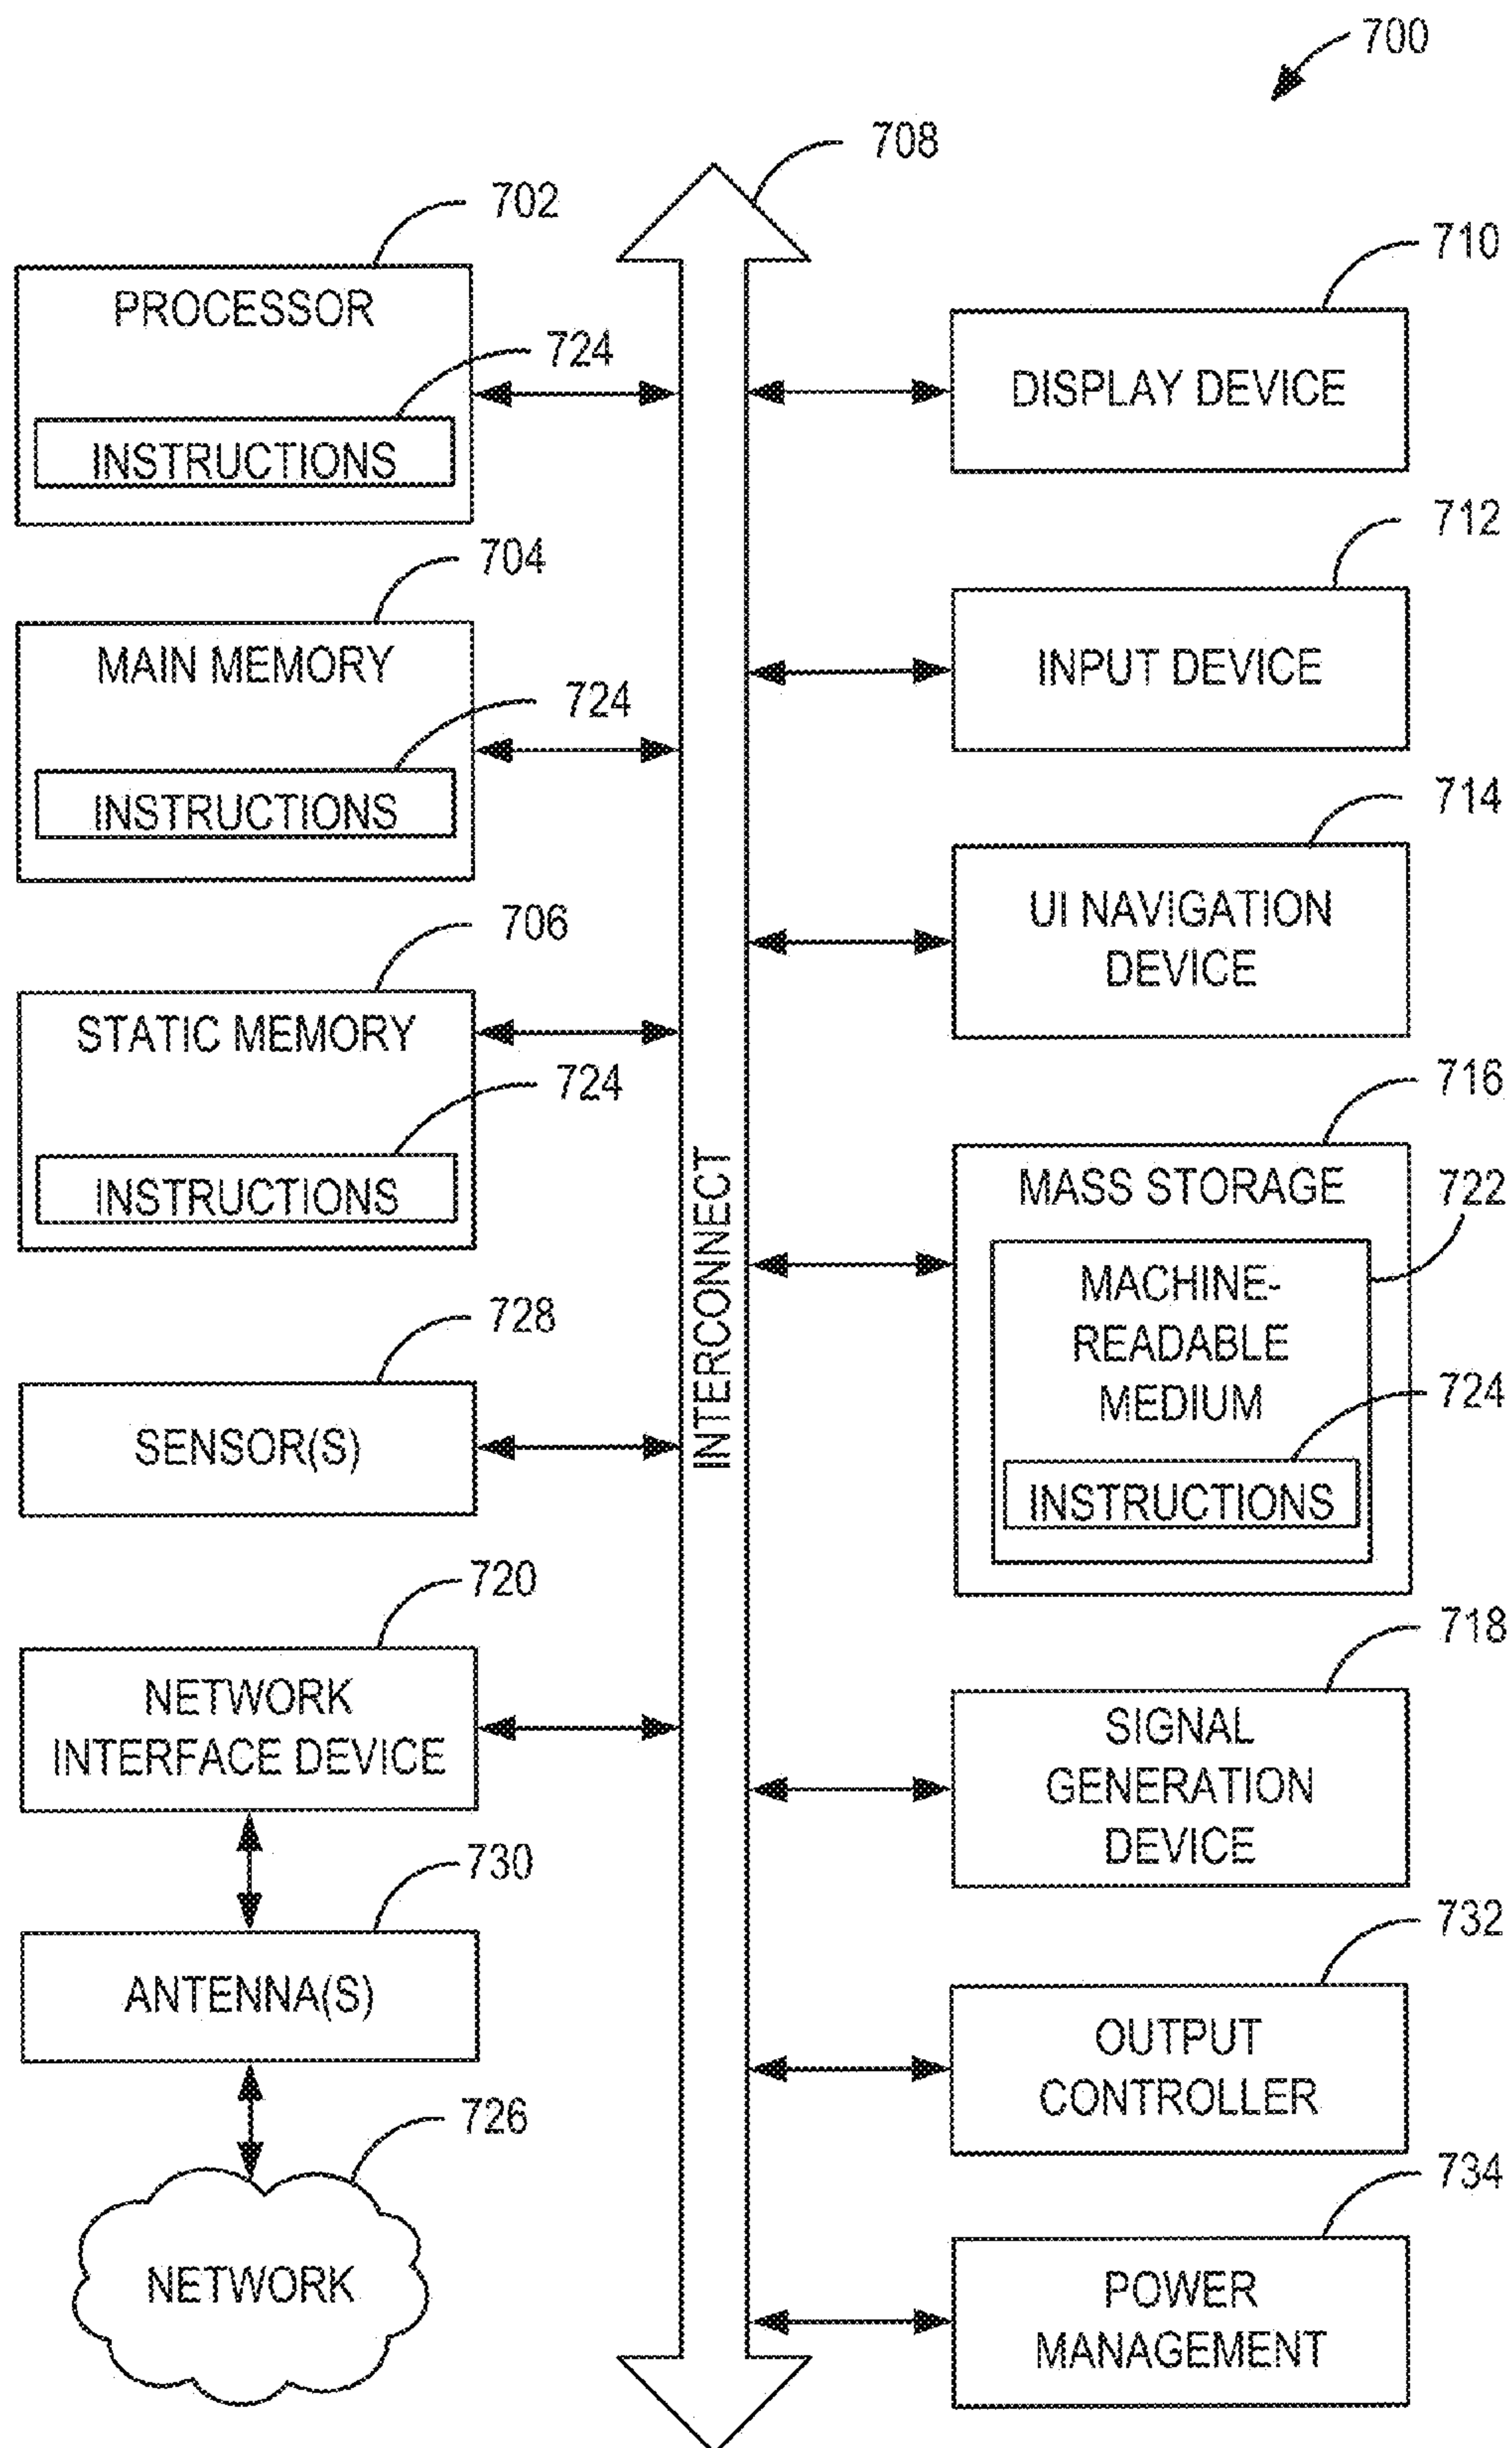 700
708
702
PROCESSOR
724
INSTRUCTIONS
704
MAIN MEMORY
724
INSTRUCTIONS
706
STATIC MEMORY
724
INSTRUCTIONS
728
SENSOR(S)
720
NETWORK
INTERFACE DEVICE
730
ANTENNA(S)
726
NETWORK
INTERCONNECT
710
DISPLAY DEVICE
712
INPUT DEVICE
714
UI NAVIGATION
DEVICE
716
MASS STORAGE
722
MACHINE-
READABLE
MEDIUM
724
INSTRUCTIONS
718
SIGNAL
GENERATION
DEVICE
732
OUTPUT
CONTROLLER
734
POWER
MANAGEMENT